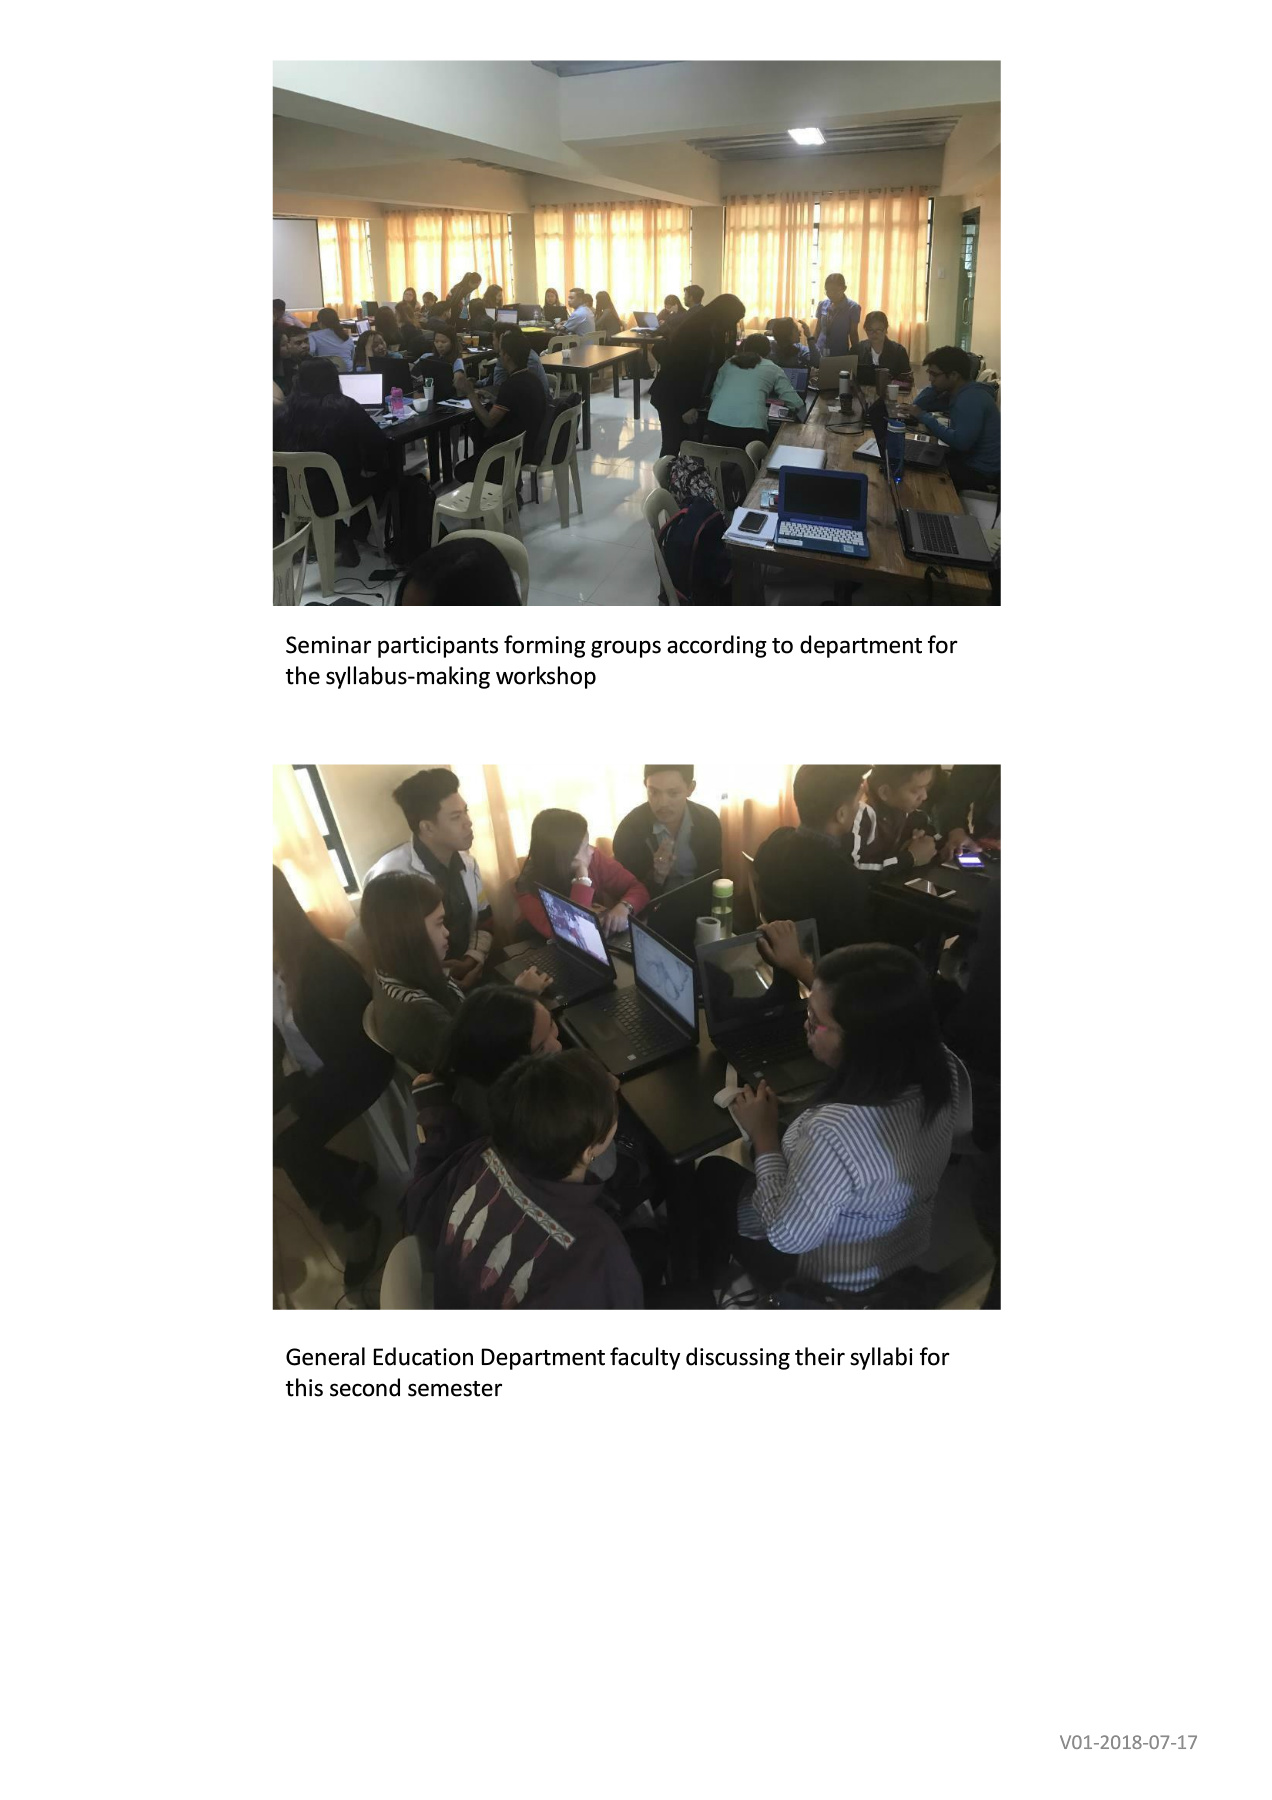 Seminar participants forming groups according to department for
the syllabus-making workshop
General Education Department faculty discussing their syllabi for
this second semester
V01-2018-07-17